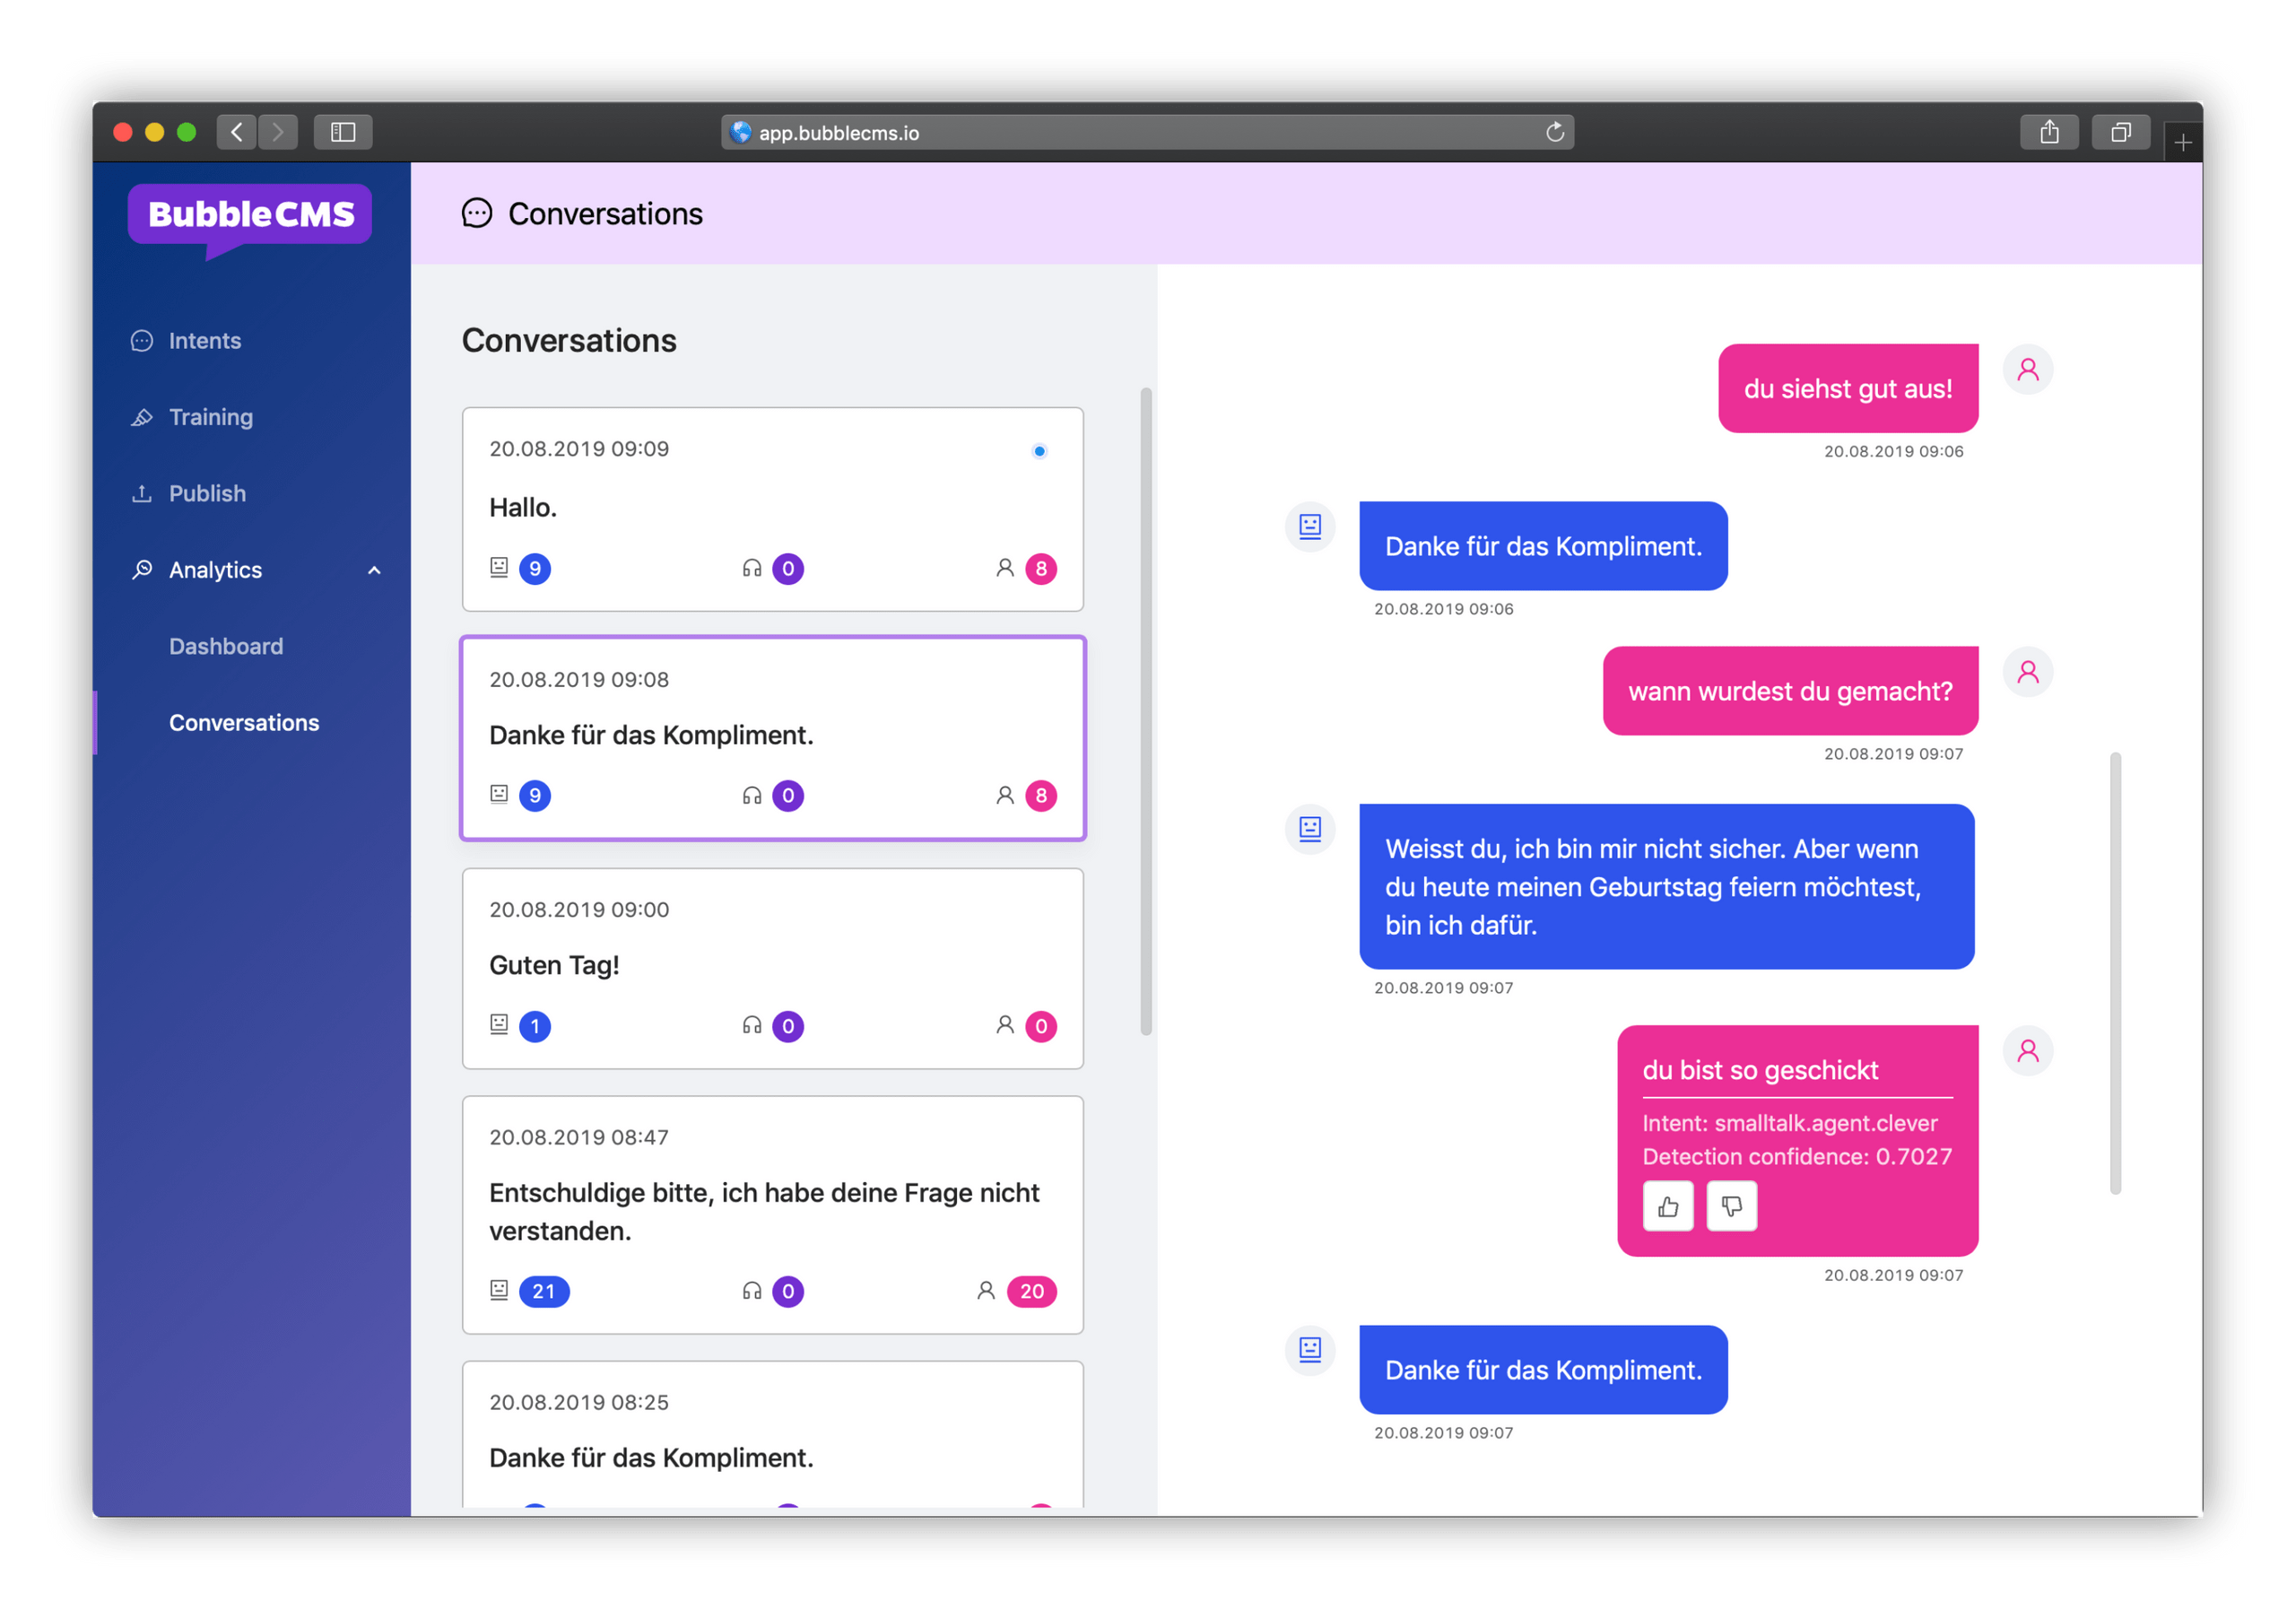 app.bubblecms.io
BubbleCMS
Intents
Training
Publish
Analytics
Dashboard
Conversations
Conversations
Conversations
20.08.2019 09:09
Hallo.
9
0
8
20.08.2019 09:08
Danke für das Kompliment.
9
0
8
20.08.2019 09:00
Guten Tag!
1
0
0
20.08.2019 08:47
Entschuldige bitte, ich habe deine Frage nicht
verstanden.
21
0
20
20.08.2019 08:25
Danke für das Kompliment.
du siehst gut aus!
20.08.2019 09:06
Danke für das Kompliment.
20.08.2019 09:06
wann wurdest du gemacht?
20.08.2019 09:07
Weisst du, ich bin mir nicht sicher. Aber wenn
du heute meinen Geburtstag feiern möchtest,
bin ich dafür.
20.08.2019 09:07
du bist so geschickt
Intent: smalltalk.agent.clever
Detection confidence: 0.7027
20.08.2019 09:07
Danke für das Kompliment.
20.08.2019 09:07